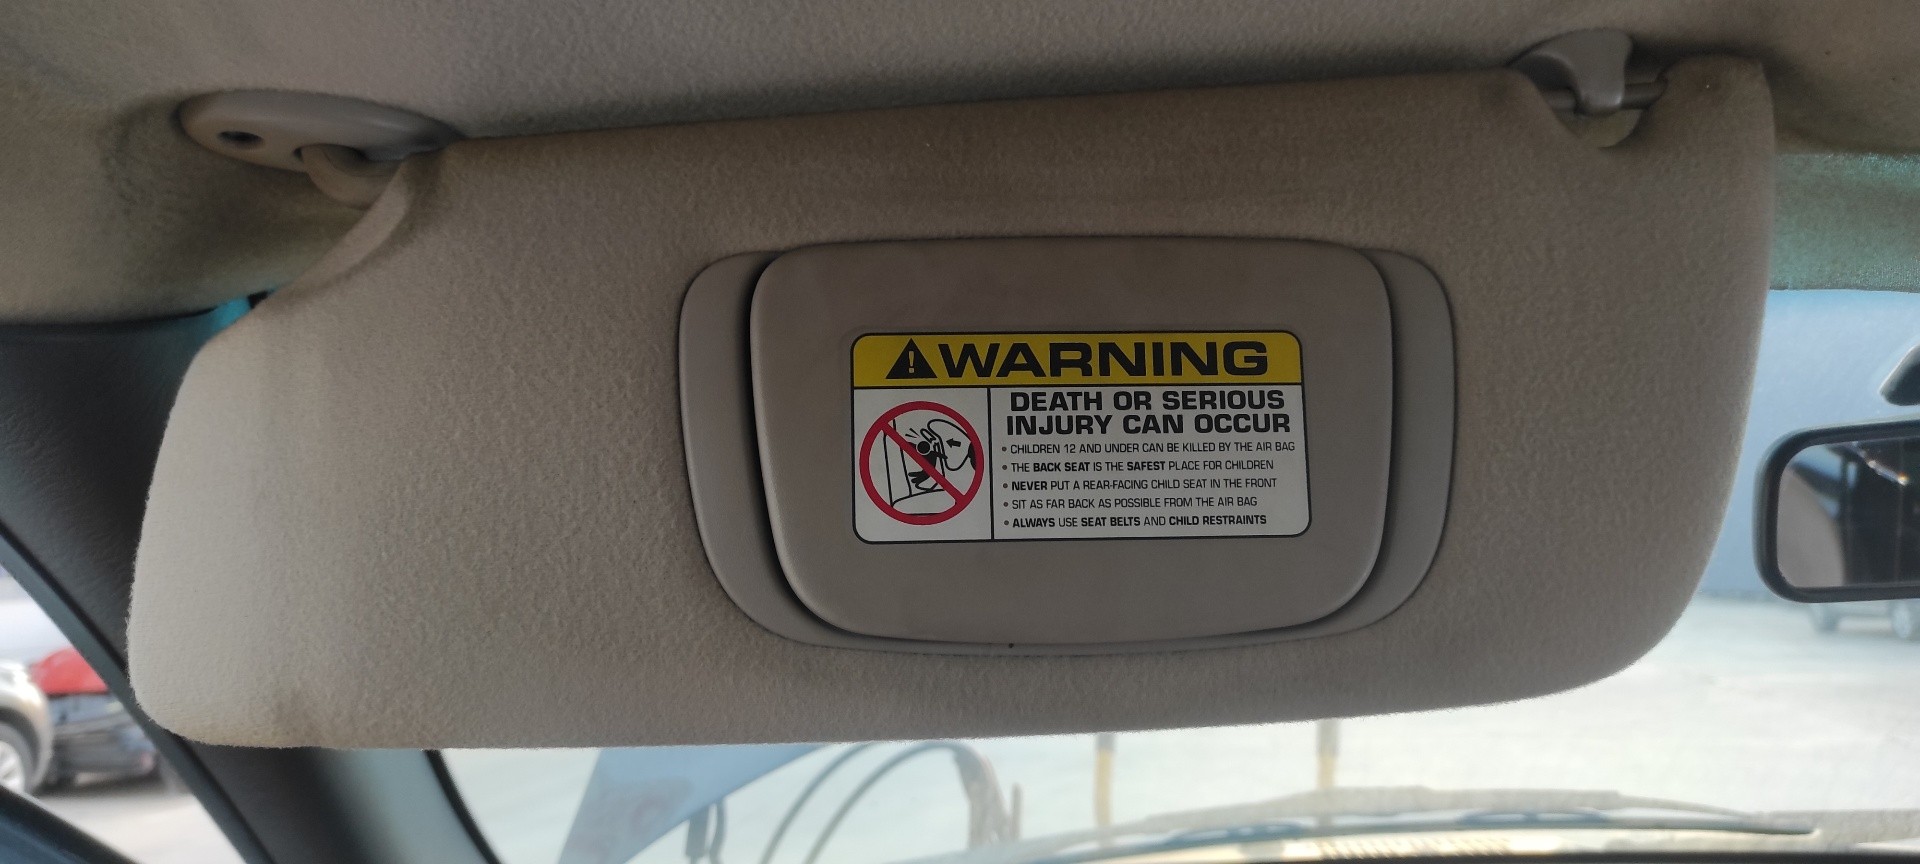 WARNING
DEATH OR SERIOUS
INJURY CAN OCCUR
• CHILDREN 12 AND UNDER CAN BE KILLED BY THE AIR BAG
• THE BACK SEAT IS THE SAFEST PLACE FOR CHILDREN
• NEVER PUT A REAR-FACING CHILD SEAT IN THE FRONT
• SIT AS FAR BACK AS POSSIBLE FROM THE AIR BAG
• ALWAYS USE SEAT BELTS AND CHILD RESTRAINTS